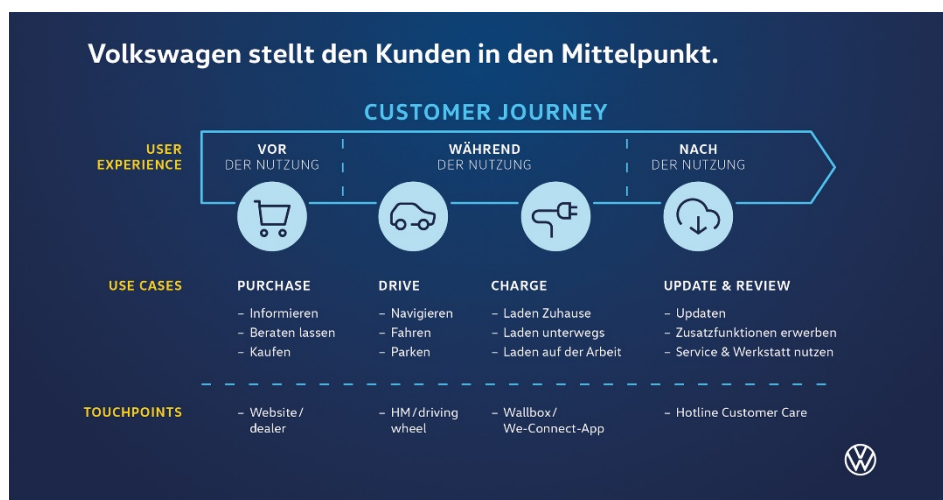 Volkswagen stellt den Kunden in den Mittelpunkt.
CUSTOMER JOURNEY
USER
EXPERIENCE
VOR
DER NUTZUNG
WÄHREND
DER NUTZUNG
NACH
DER NUTZUNG
USE CASES
PURCHASE
– Informieren
– Beraten lassen
– Kaufen
DRIVE
– Navigieren
– Fahren
– Parken
CHARGE
– Laden Zuhause
– Laden unterwegs
– Laden auf der Arbeit
UPDATE & REVIEW
– Updaten
– Zusatzfunktionen erwerben
– Service & Werkstatt nutzen
TOUCHPOINTS
– Website/
dealer
– HM/driving
wheel
– Wallbox/
We-Connect-App
– Hotline Customer Care